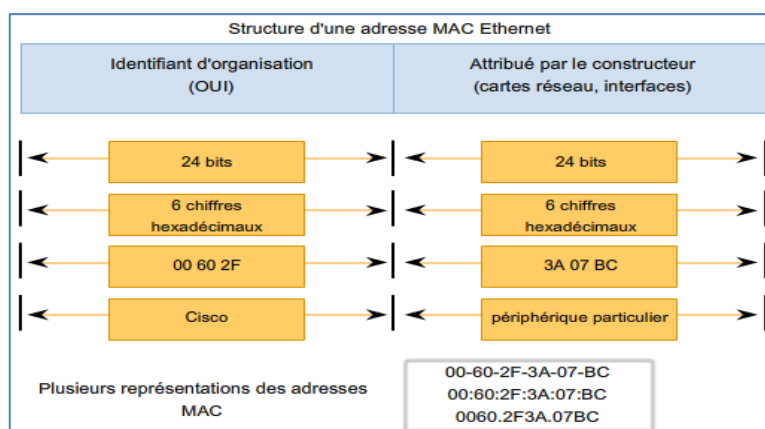 Structure d'une adresse MAC Ethernet
Identifiant d'organisation
(OUI)
Attribué par le constructeur
(cartes réseau, interfaces)
24 bits
24 bits
6 chiffres
hexadécimaux
6 chiffres
hexadécimaux
00 60 2F
3A 07 BC
Cisco
périphérique particulier
Plusieurs représentations des adresses
MAC
00-60-2F-3A-07-BC
00:60:2F:3A:07:BC
0060.2F3A.07BC